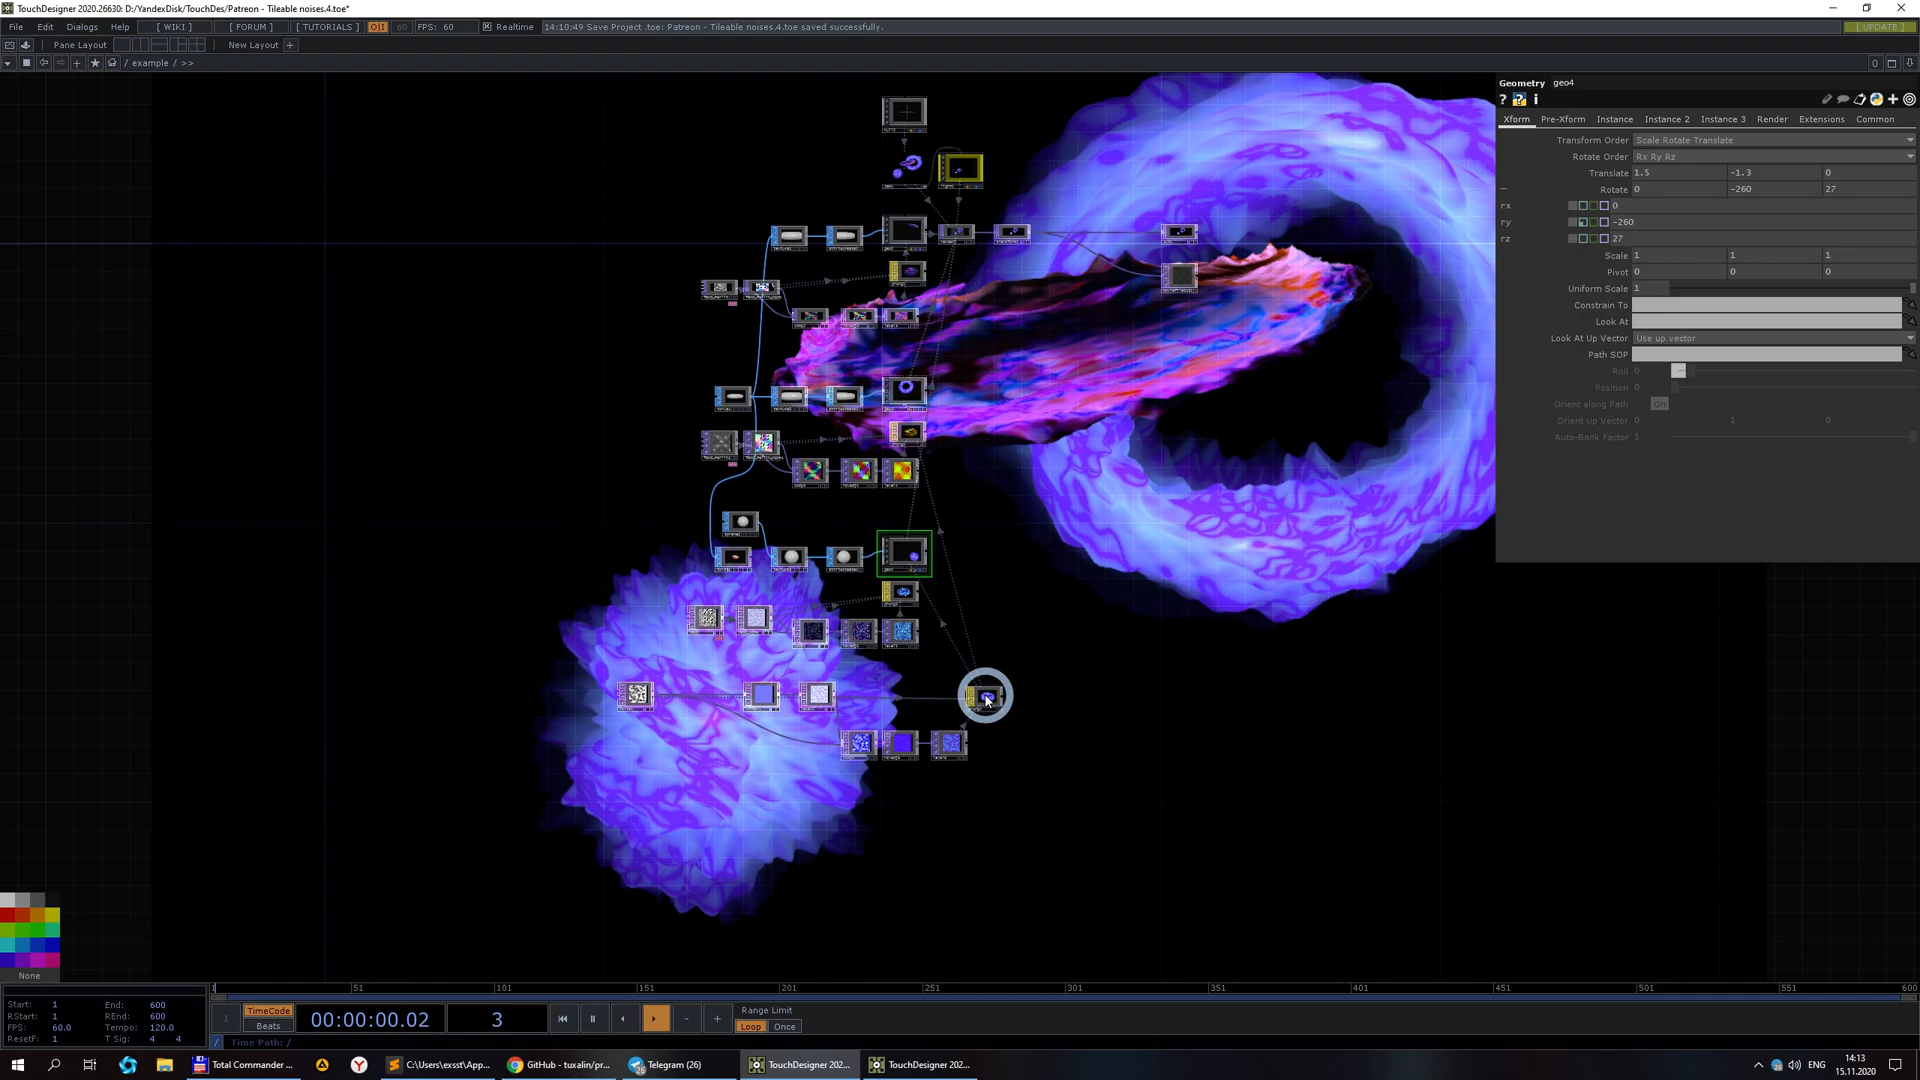 TouchDesigner 2020.26630: D:/YandexDisk/TouchDes/Patreon - Tileable noises.4.toe*
File Edit Dialogs Help [ WIKI ] [ FORUM ] [ TUTORIALS ] O|I 60 FPS: 60 Realtime 14:10:49 Save Project .toe: Patreon - Tileable noises.4.toe saved successfully. [ UPDATE ]
Pane Layout New Layout +
/ example / >> 0
Geometry geo4
? ? i
Xform Pre-Xform Instance Instance 2 Instance 3 Render Extensions Common
Transform Order Scale Rotate Translate
Rotate Order Rx Ry Rz
Translate 1.5 -1.3 0
Rotate 0 -260 27
rx 0
ry -260
rz 27
Scale 1 1 1
Pivot 0 0 0
Uniform Scale 1
Constrain To
Look At
Look At Up Vector Use up vector
Path SOP
Roll 0
Position 0
Orient along Path On
Orient Up Vector 0 1 0
Auto-Bank Factor 1
None
1 51 101 151 201 251 301 351 401 451 501 551 600
Start: 1 End: 600
RStart: 1 REnd: 600
FPS: 60.0 Tempo: 120.0
ResetF: 1 T Sig: 4 4
TimeCode
Beats
00:00:00.02 3
Range Limit
Loop Once
/ Time Path: /
Total Commander ... C:\Users\exsst\App... GitHub - tuxalin/pr... Telegram (26) TouchDesigner 202... TouchDesigner 202...
26
ENG
14:13
15.11.2020